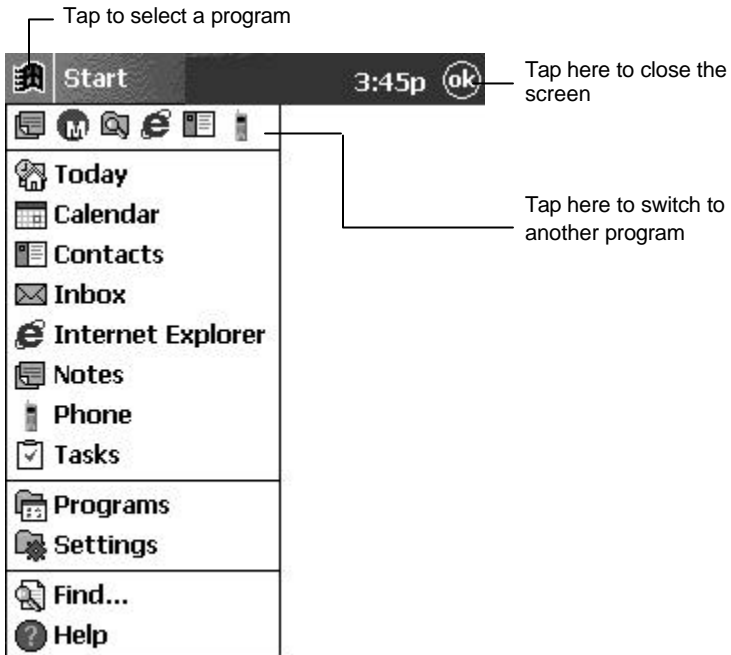 Tap to select a program
Start
3:45p
ok
Tap here to close the
screen
M
Today
Calendar
Contacts
Inbox
Internet Explorer
Notes
Phone
Tasks
Programs
Settings
Find...
Help
Tap here to switch to
another program